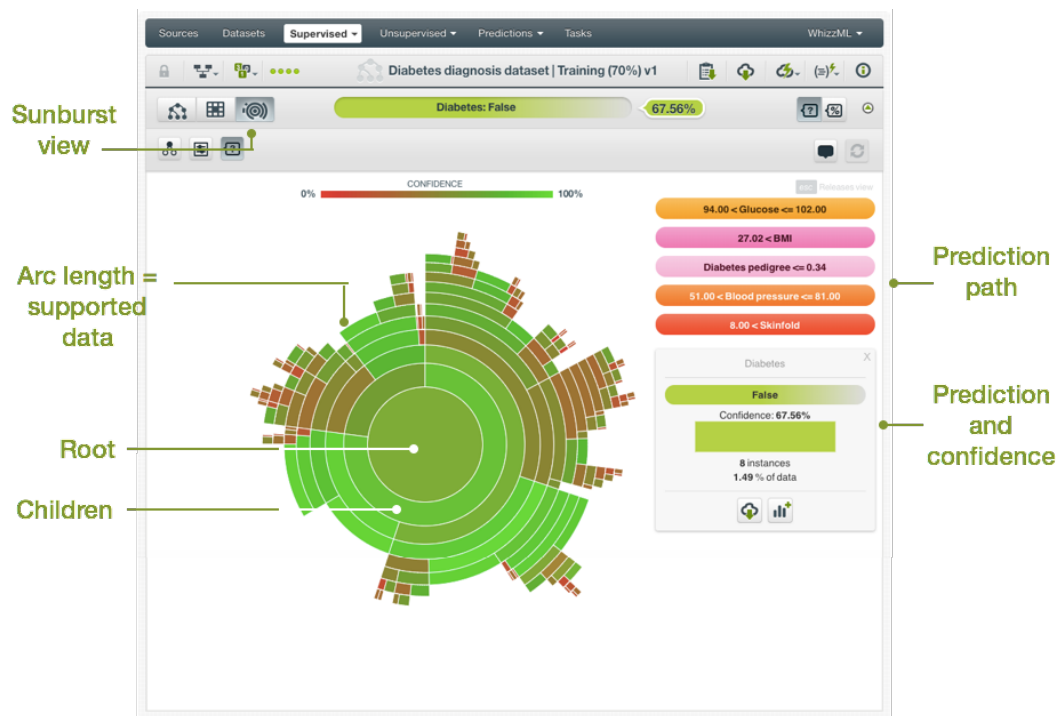 Sources Datasets Supervised Unsupervised Predictions Tasks WhizzML
Diabetes diagnosis dataset | Training (70%) v1
Diabetes: False 67.56%
Sunburst
view
CONFIDENCE
0% 100%
esc Releases view
94.00 < Glucose <= 102.00
27.02 < BMI
Diabetes pedigree <= 0.34
51.00 < Blood pressure <= 81.00
8.00 < Skinfold
Prediction
path
Arc length =
supported
data
Diabetes X
False
Confidence: 67.56%
8 instances
1.49 % of data
Prediction
and
confidence
Root
Children